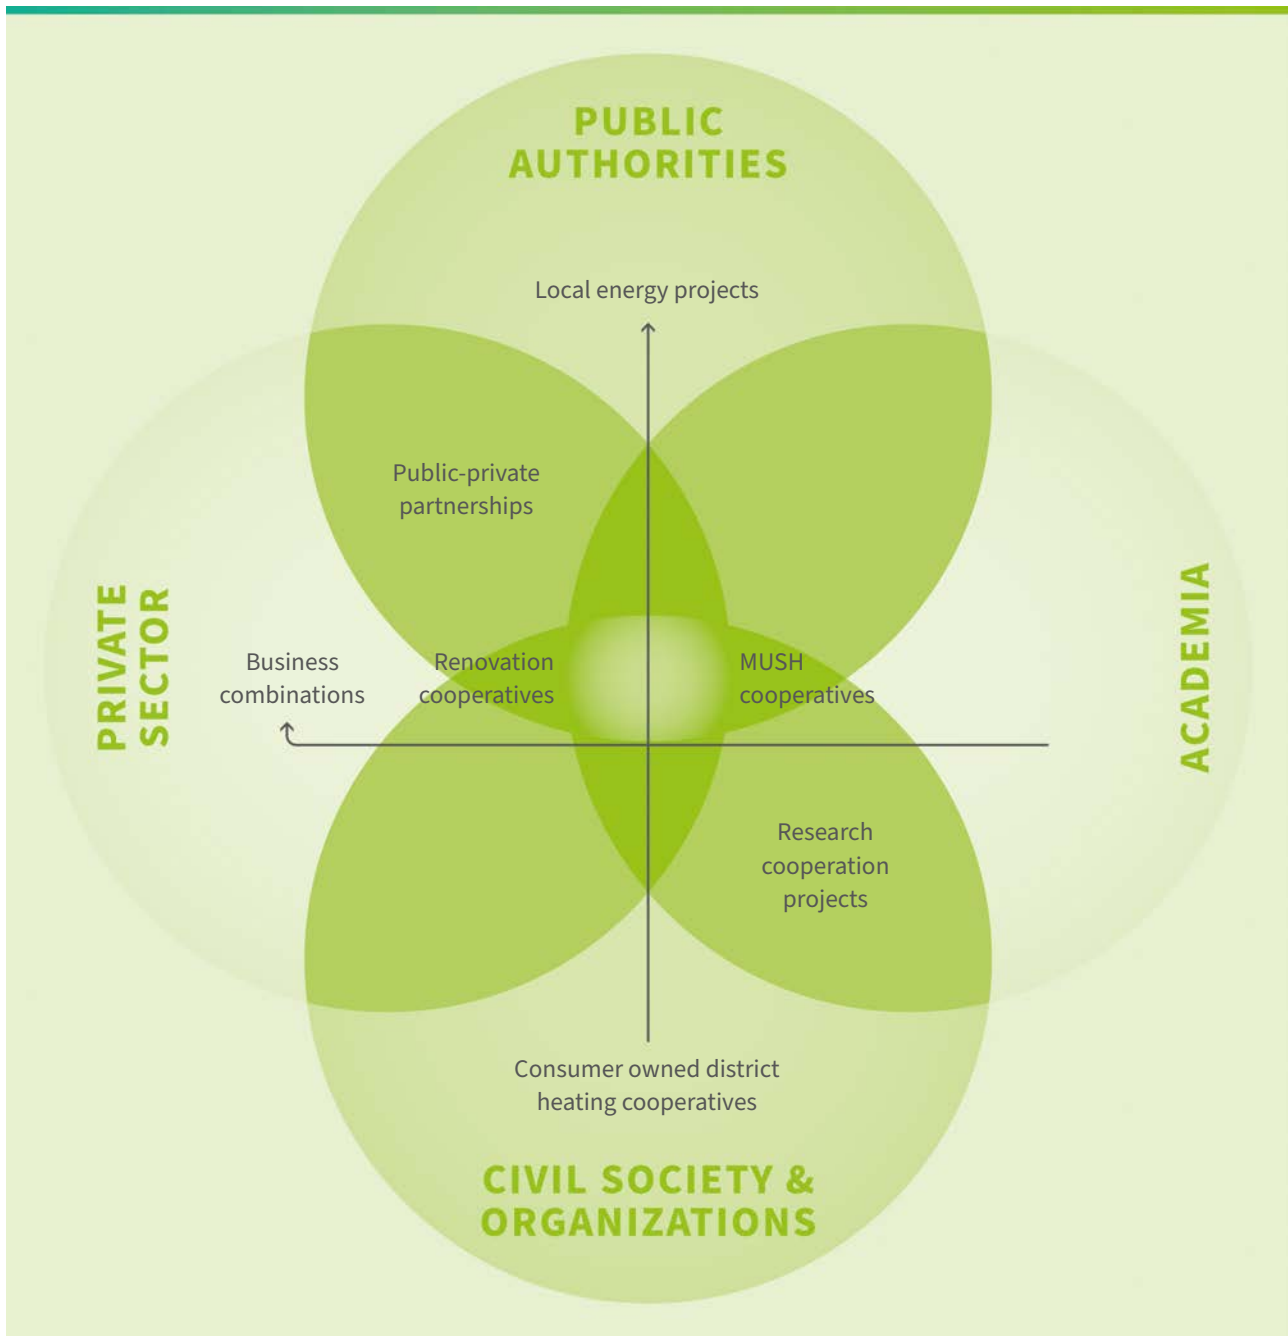 PUBLIC
AUTHORITIES
Local energy projects
Public-private
partnerships
PRIVATE
SECTOR
Business
combinations
Renovation
cooperatives
MUSH
cooperatives
ACADEMIA
Research
cooperation
projects
Consumer owned district
heating cooperatives
CIVIL SOCIETY &
ORGANIZATIONS